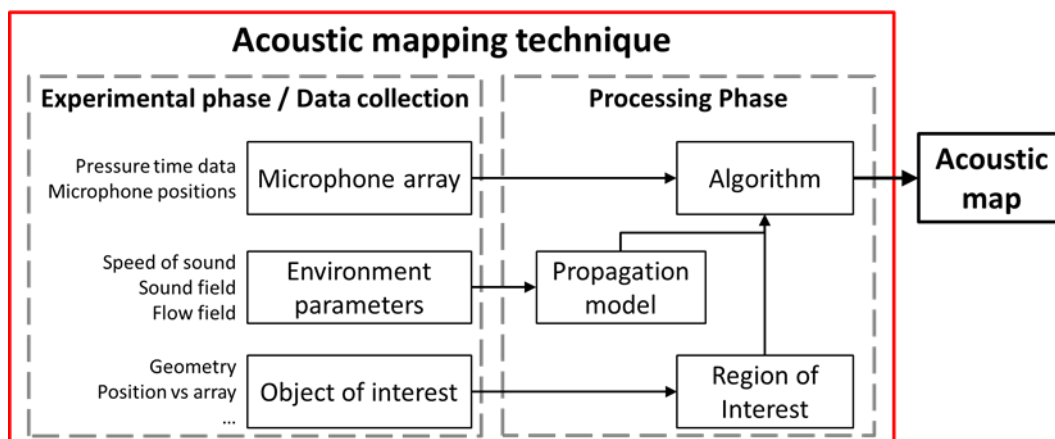 Acoustic mapping technique
Experimental phase / Data collection
Processing Phase
Pressure time data
Microphone positions
Microphone array
Algorithm
Acoustic
map
Speed of sound
Sound field
Flow field
Environment
parameters
Propagation
model
Geometry
Position vs array
...
Object of interest
Region of
Interest